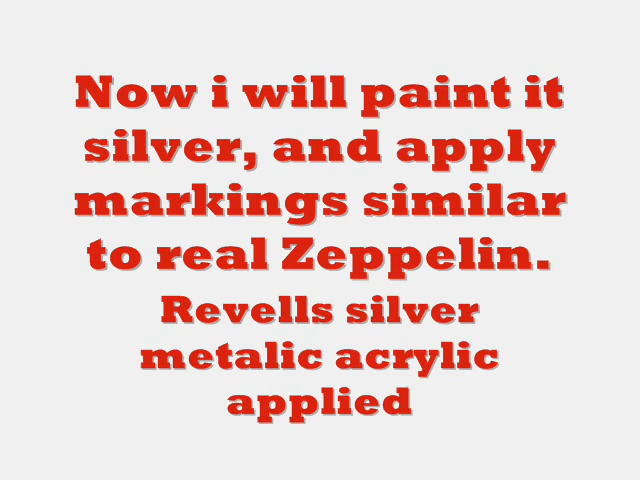 Now i will paint it
silver, and apply
markings similar
to real Zeppelin.
Revells silver
metalic acrylic
applied